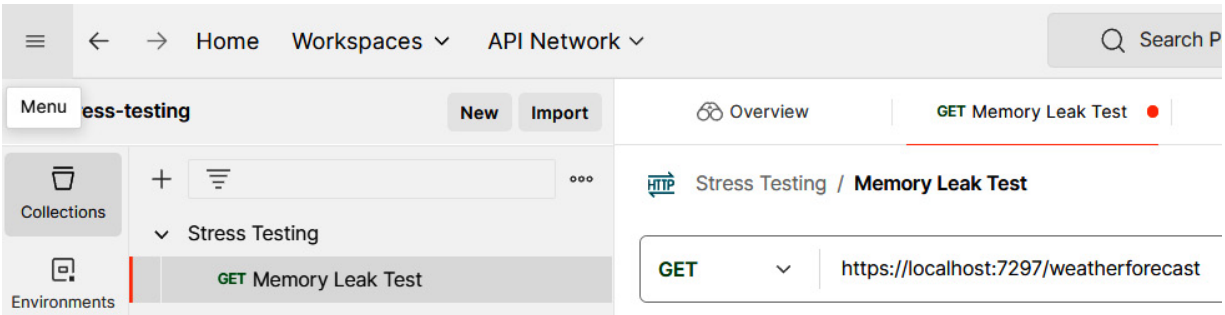 Home Workspaces API Network Search P
Menu ess-testing New Import
Overview GET Memory Leak Test
Collections
HTTP Stress Testing / Memory Leak Test
Stress Testing
GET https://localhost:7297/weatherforecast
GET Memory Leak Test
Environments